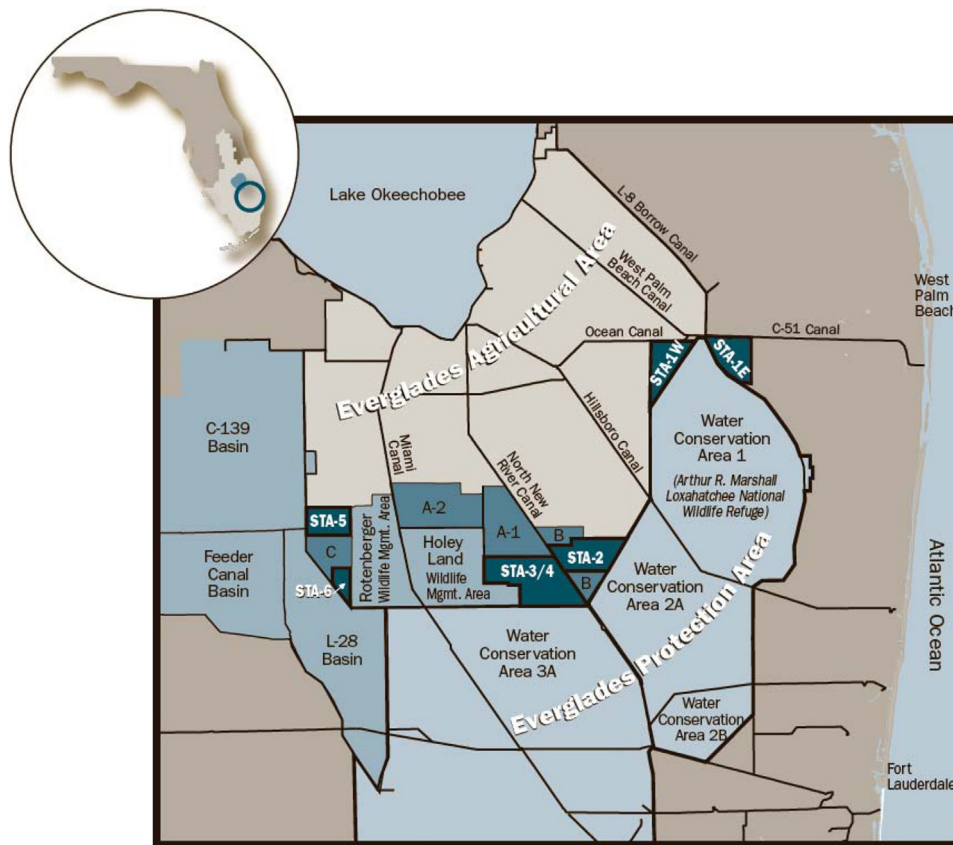 Lake Okeechobee
L-8 Borrow Canal
West Palm
Beach Canal
Everglades Agricultural Area
Ocean Canal
C-51 Canal
West
Palm
Beach
STA-1W
STA-1E
Hillsboro Canal
C-139
Basin
Miami
Canal
North New
River Canal
Water
Conservation
Area 1
(Arthur R. Marshall
Loxahatchee National
Wildlife Refuge)
A-2
A-1
B
STA-5
C
STA-6
Rotenberger
Wildlife Mgmt. Area
Holey
Land
Wildlife
Mgmt. Area
STA-3/4
STA-2
B
Feeder
Canal
Basin
L-28
Basin
Water
Conservation
Area 2A
Water
Conservation
Area 3A
Everglades Protection Area
Water
Conservation
Area 2B
Atlantic Ocean
Fort
Lauderdale